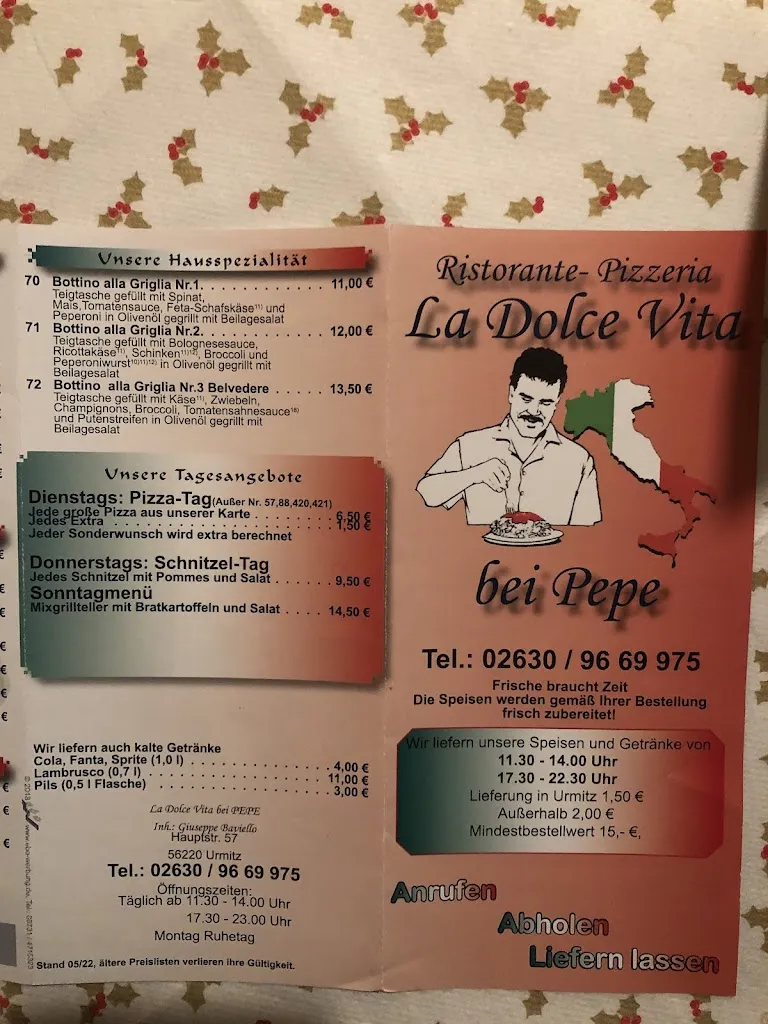 Unsere Hausspezialität
70 Bottino alla Griglia Nr.1. . . . . . . . . . . . . . 11,00 €
Teigtasche gefüllt mit Spinat,
Mais,Tomatensauce, Feta-Schafskäse¹¹⁾ und
Peperoni in Olivenöl gegrillt mit Beilagesalat
71 Bottino alla Griglia Nr.2. . . . . . . . . . . . . . 12,00 €
Teigtasche gefüllt mit Bolognesesauce,
Ricottakäse¹¹⁾, Schinken¹¹⁾¹²⁾, Broccoli und
Peperoniwurst¹⁰⁾¹¹⁾¹²⁾ in Olivenöl gegrillt mit
Beilagesalat
72 Bottino alla Griglia Nr.3 Belvedere . . . . . . 13,50 €
Teigtasche gefüllt mit Käse¹¹⁾, Zwiebeln,
Champignons, Broccoli, Tomatensahnesauce¹⁶⁾
und Putenstreifen in Olivenöl gegrillt mit
Beilagesalat
Unsere Tagesangebote
Dienstags: Pizza-Tag(Außer Nr. 57,88,420,421)
Jede große Pizza aus unserer Karte . . . . . . . . 6,50 €
Jedes Extra . . . . . . . . . . . . . . . . . . . . . 1,50 €
Jeder Sonderwunsch wird extra berechnet
Donnerstags: Schnitzel-Tag
Jedes Schnitzel mit Pommes und Salat . . . . . . 9,50 €
Sonntagmenü
Mixgrillteller mit Bratkartoffeln und Salat . . . . 14,50 €
Wir liefern auch kalte Getränke
Cola, Fanta, Sprite (1,0 l) . . . . . . . . . . . . . . . 4,00 €
Lambrusco (0,7 l) . . . . . . . . . . . . . . . . . . . 11,00 €
Pils (0,5 l Flasche) . . . . . . . . . . . . . . . . . . . 3,00 €
La Dolce Vita bei PEPE
Inh.: Giuseppe Baviello
Hauptstr. 57
56220 Urmitz
Tel.: 02630 / 96 69 975
Öffnungszeiten:
Täglich ab 11.30 - 14.00 Uhr
17.30 - 23.00 Uhr
Montag Ruhetag
Stand 05/22, ältere Preislisten verlieren ihre Gültigkeit.
Ristorante- Pizzeria
La Dolce Vita
bei Pepe
Tel.: 02630 / 96 69 975
Frische braucht Zeit
Die Speisen werden gemäß Ihrer Bestellung
frisch zubereitet!
Wir liefern unsere Speisen und Getränke von
11.30 - 14.00 Uhr
17.30 - 22.30 Uhr
Lieferung in Urmitz 1,50 €
Außerhalb 2,00 €
Mindestbestellwert 15,- €,
Anrufen
Abholen
Liefern lassen